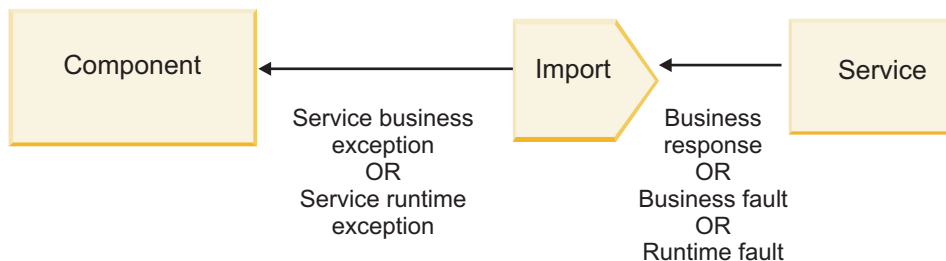 Component
Import
Service
Service business
exception
OR
Service runtime
exception
Business
response
OR
Business fault
OR
Runtime fault